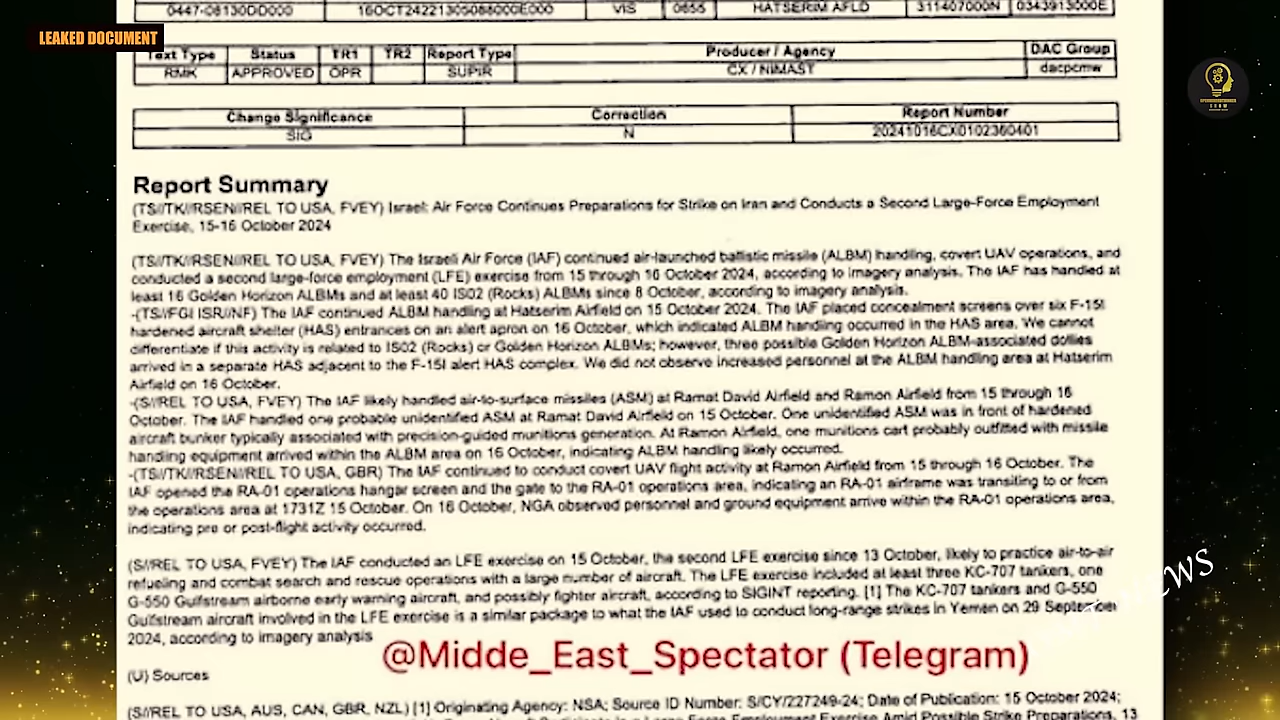 LEAKED DOCUMENT
0447-08130DD000 16OCT24221305088000E000 VIS 0655 HATSERIM AFLD 311407000N 0343913000E
Text Type Status TR1 TR2 Report Type Producer / Agency DAC Group
RMK APPROVED OPR SUPIR CX / NIMAST dacpcmw
Change Significance Correction Report Number
SIG N 20241016CX0102360401
Report Summary
(TS//TK//RSEN//REL TO USA, FVEY) Israel: Air Force Continues Preparations for Strike on Iran and Conducts a Second Large-Force Employment
Exercise, 15-16 October 2024
(TS//TK//RSEN//REL TO USA, FVEY) The Israeli Air Force (IAF) continued air-launched ballistic missile (ALBM) handling, covert UAV operations, and
conducted a second large-force employment (LFE) exercise from 15 through 16 October 2024, according to imagery analysis. The IAF has handled at
least 16 Golden Horizon ALBMs and at least 40 IS02 (Rocks) ALBMs since 8 October, according to imagery analysis.
-(TS//FGI ISR//NF) The IAF continued ALBM handling at Hatserim Airfield on 15 October 2024. The IAF placed concealment screens over six F-15I
hardened aircraft shelter (HAS) entrances on an alert apron on 16 October, which indicated ALBM handling occurred in the HAS area. We cannot
differentiate if this activity is related to IS02 (Rocks) or Golden Horizon ALBMs; however, three possible Golden Horizon ALBM-associated dollies
arrived in a separate HAS adjacent to the F-15I alert HAS complex. We did not observe increased personnel at the ALBM handling area at Hatserim
Airfield on 16 October.
-(S//REL TO USA, FVEY) The IAF likely handled air-to-surface missiles (ASM) at Ramat David Airfield and Ramon Airfield from 15 through 16
October. The IAF handled one probable unidentified ASM at Ramat David Airfield on 15 October. One unidentified ASM was in front of hardened
aircraft bunker typically associated with precision-guided munitions generation. At Ramon Airfield, one munitions cart probably outfitted with missile
handling equipment arrived within the ALBM area on 16 October, indicating ALBM handling likely occurred.
-(TS//TK//RSEN//REL TO USA, GBR) The IAF continued to conduct covert UAV flight activity at Ramon Airfield from 15 through 16 October. The
IAF opened the RA-01 operations hangar screen and the gate to the RA-01 operations area, indicating an RA-01 airframe was transiting to or from
the operations area at 1731Z 15 October. On 16 October, NGA observed personnel and ground equipment arrive within the RA-01 operations area,
indicating pre or post-flight activity occurred.
(S//REL TO USA, FVEY) The IAF conducted an LFE exercise on 15 October, the second LFE exercise since 13 October, likely to practice air-to-air
refueling and combat search and rescue operations with a large number of aircraft. The LFE exercise included at least three KC-707 tankers, one
G-550 Gulfstream airborne early warning aircraft, and possibly fighter aircraft, according to SIGINT reporting. [1] The KC-707 tankers and G-550
Gulfstream aircraft involved in the LFE exercise is a similar package to what the IAF used to conduct long-range strikes in Yemen on 29 September
2024, according to imagery analysis
@Midde_East_Spectator (Telegram)
NEWS
(U) Sources
(S//REL TO USA, AUS, CAN, GBR, NZL) [1] Originating Agency: NSA; Source ID Number: S/CY/227249-24; Date of Publication: 15 October 2024;
Large Force Employment Exercise Amid Possible Strike Preparations, 13